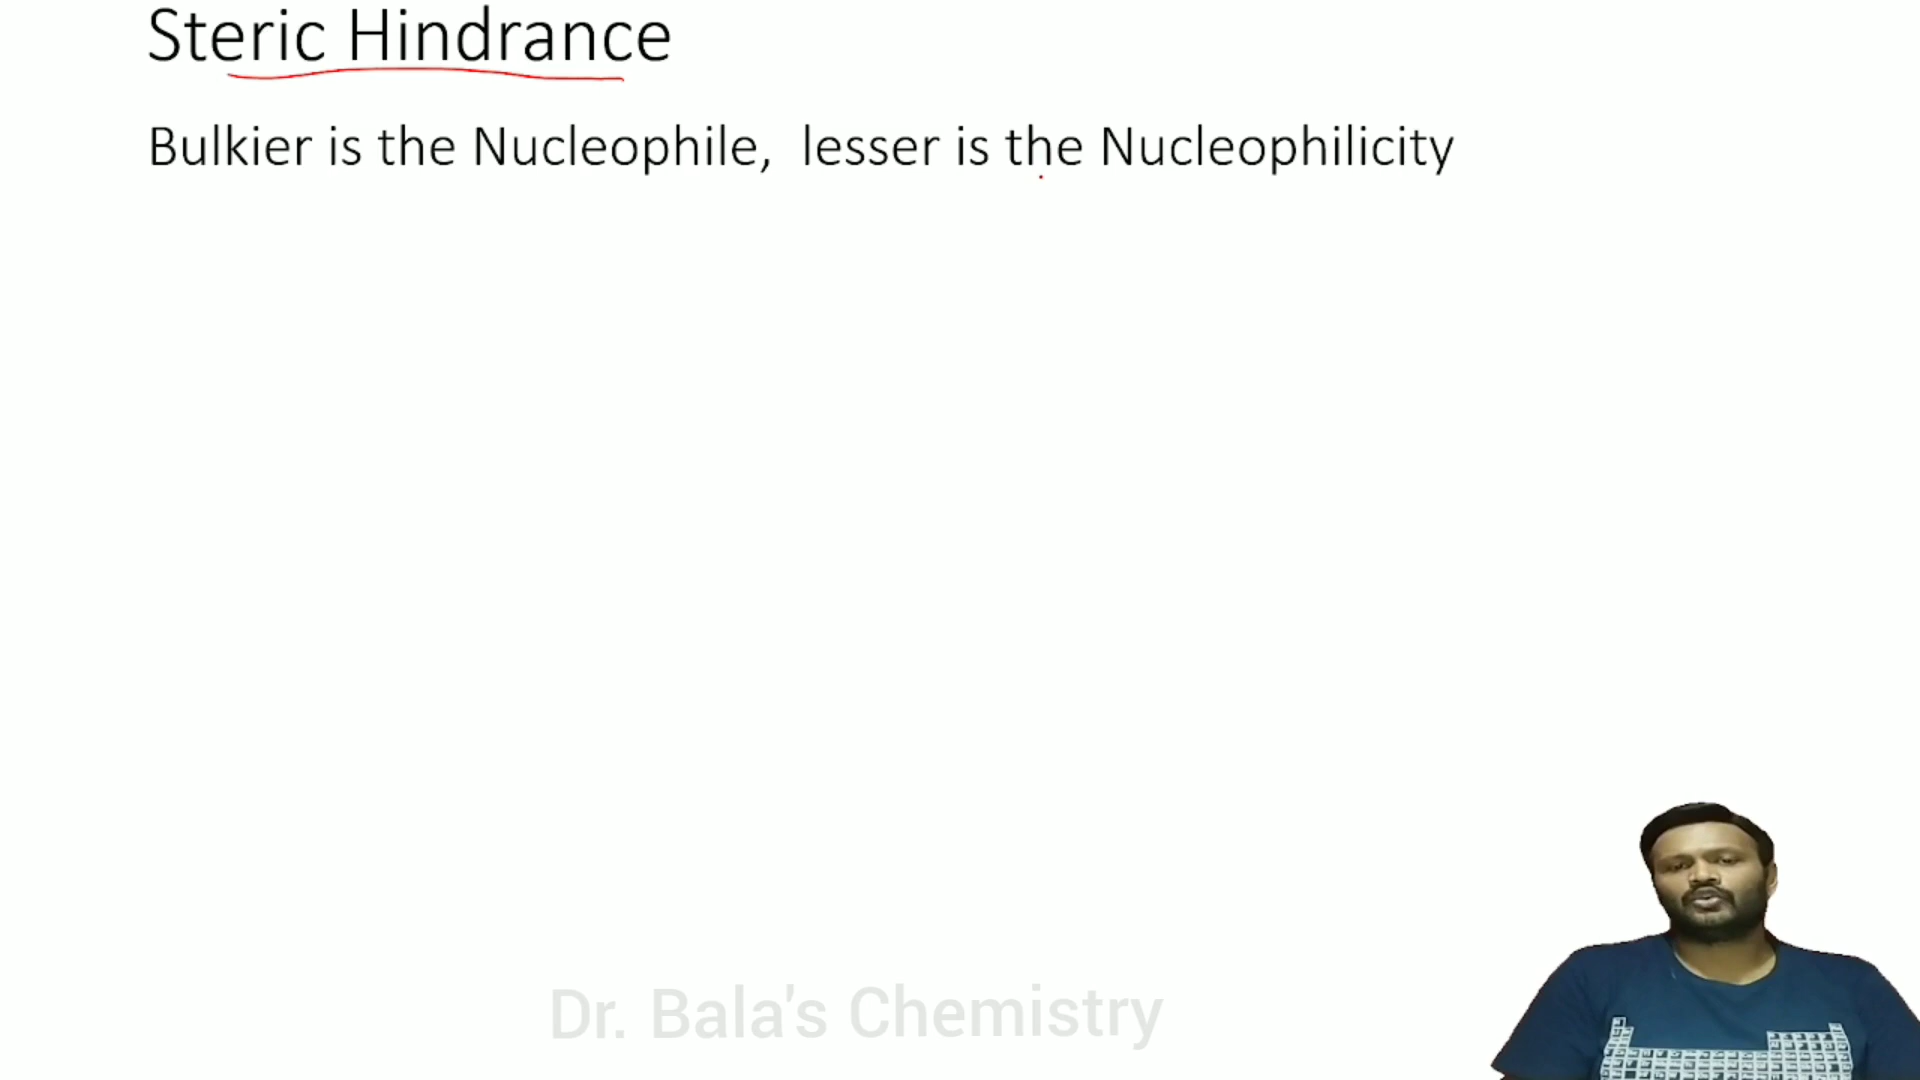 Steric Hindrance
Bulkier is the Nucleophile, lesser is the Nucleophilicity
Dr. Bala's Chemistry